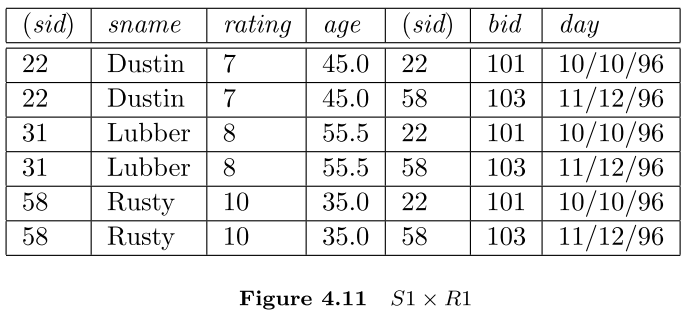 (sid) sname rating age (sid) bid day
22 Dustin 7 45.0 22 101 10/10/96
22 Dustin 7 45.0 58 103 11/12/96
31 Lubber 8 55.5 22 101 10/10/96
31 Lubber 8 55.5 58 103 11/12/96
58 Rusty 10 35.0 22 101 10/10/96
58 Rusty 10 35.0 58 103 11/12/96
Figure 4.11 S1 × R1